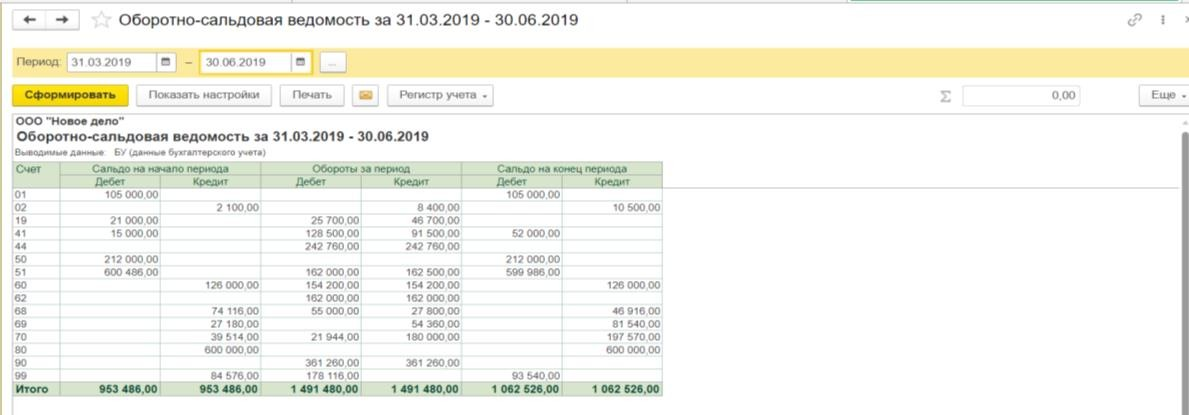 Оборотно-сальдовая ведомость за 31.03.2019 - 30.06.2019
Период: 31.03.2019 – 30.06.2019 ...
Сформировать Показать настройки Печать Регистр учета Σ 0,00 Еще
ООО "Новое дело"
Оборотно-сальдовая ведомость за 31.03.2019 - 30.06.2019
Выводимые данные: БУ (данные бухгалтерского учета)
Счет Сальдо на начало периода Обороты за период Сальдо на конец периода
Дебет Кредит Дебет Кредит Дебет Кредит
01 105 000,00 105 000,00
02 2 100,00 8 400,00 10 500,00
19 21 000,00 25 700,00 46 700,00
41 15 000,00 128 500,00 91 500,00 52 000,00
44 242 760,00 242 760,00
50 212 000,00 212 000,00
51 600 486,00 162 000,00 162 500,00 599 986,00
60 126 000,00 154 200,00 154 200,00 126 000,00
62 162 000,00 162 000,00
68 74 116,00 55 000,00 27 800,00 46 916,00
69 27 180,00 54 360,00 81 540,00
70 39 514,00 21 944,00 180 000,00 197 570,00
80 600 000,00 600 000,00
90 361 260,00 361 260,00
99 84 576,00 178 116,00 93 540,00
Итого 953 486,00 953 486,00 1 491 480,00 1 491 480,00 1 062 526,00 1 062 526,00